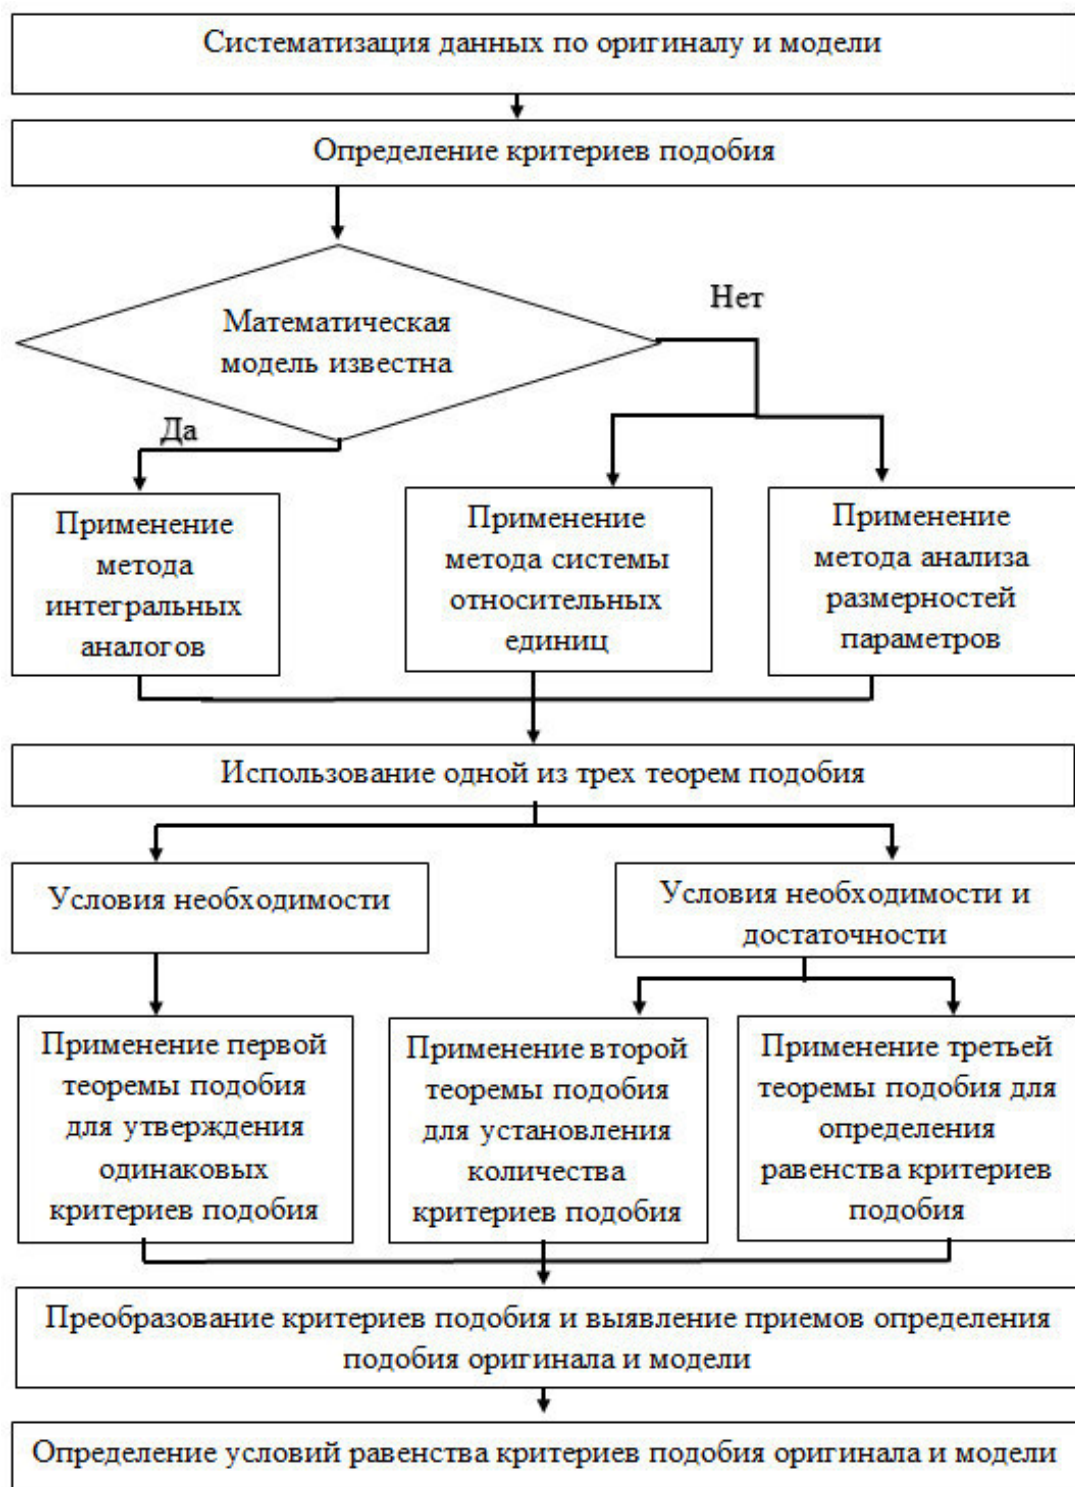 Систематизация данных по оригиналу и модели
Определение критериев подобия
Математическая
модель известна
Нет
Да
Применение
метода
интегральных
аналогов
Применение
метода системы
относительных
единиц
Применение
метода анализа
размерностей
параметров
Использование одной из трех теорем подобия
Условия необходимости
Условия необходимости и
достаточности
Применение первой
теоремы подобия
для утверждения
одинаковых
критериев подобия
Применение второй
теоремы подобия
для установления
количества
критериев подобия
Применение третьей
теоремы подобия для
определения
равенства критериев
подобия
Преобразование критериев подобия и выявление приемов определения
подобия оригинала и модели
Определение условий равенства критериев подобия оригинала и модели